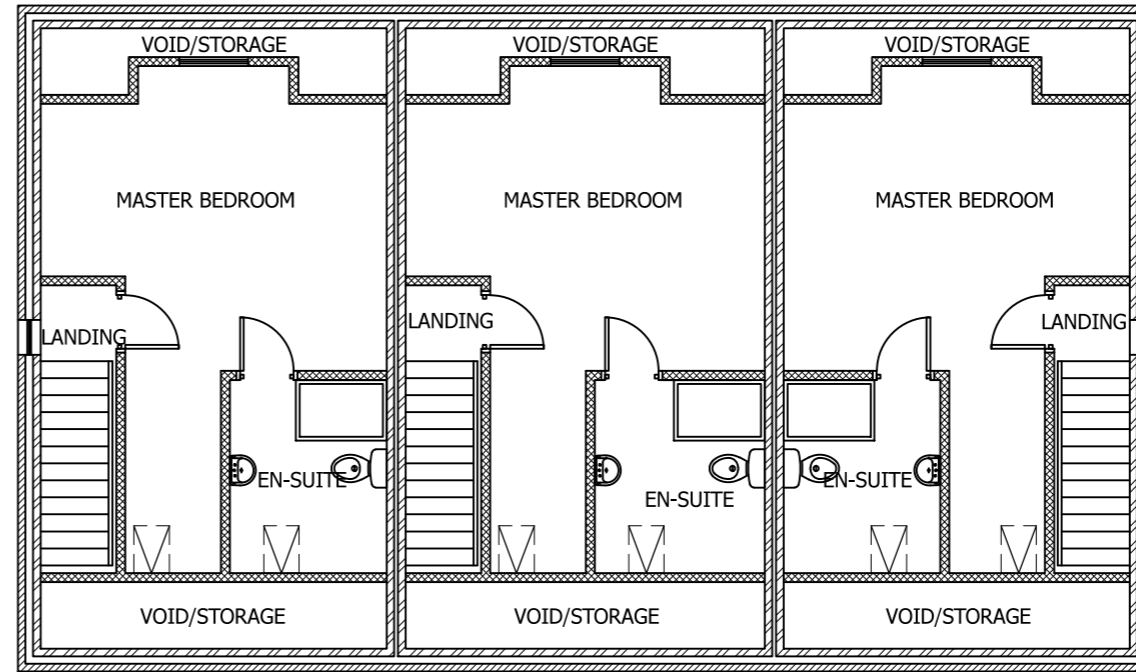 VOID/STORAGE
VOID/STORAGE
VOID/STORAGE
MASTER BEDROOM
MASTER BEDROOM
MASTER BEDROOM
LANDING
LANDING
LANDING
EN-SUITE
EN-SUITE
EN-SUITE
VOID/STORAGE
VOID/STORAGE
VOID/STORAGE